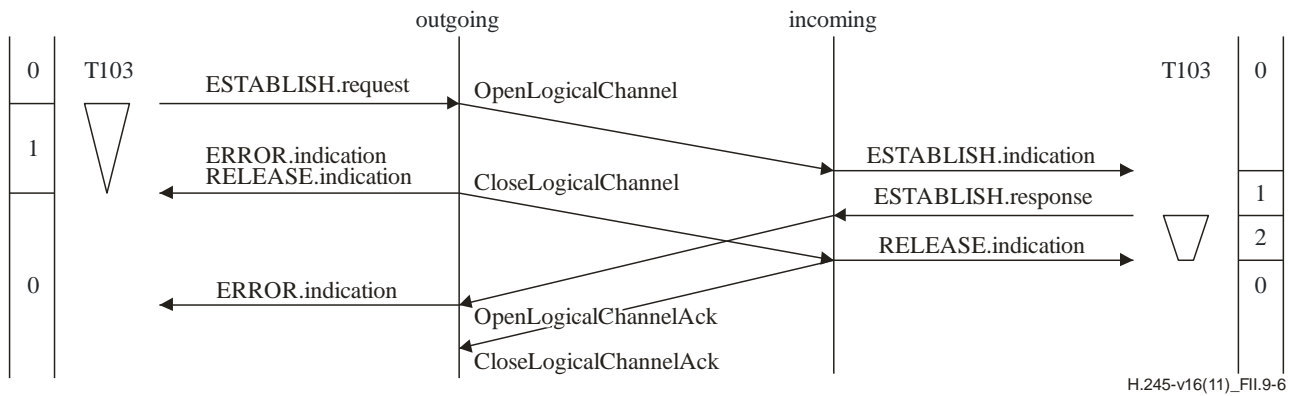 outgoing
incoming
0
T103
T103
0
ESTABLISH.request
OpenLogicalChannel
1
ERROR.indication
ESTABLISH.indication
RELEASE.indication
CloseLogicalChannel
ESTABLISH.response
1
RELEASE.indication
2
0
ERROR.indication
0
OpenLogicalChannelAck
CloseLogicalChannelAck
H.245-v16(11)_FII.9-6